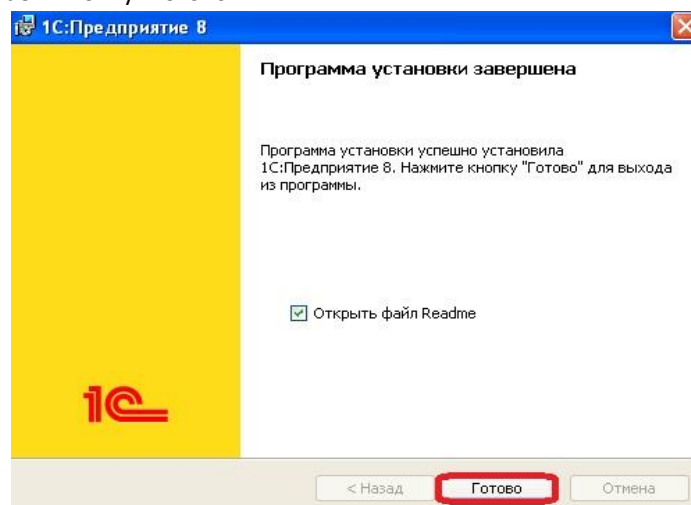 1С:Предприятие 8
Программа установки завершена
Программа установки успешно установила
1С:Предприятие 8. Нажмите кнопку "Готово" для выхода
из программы.
Открыть файл Readme
1С
< Назад
Готово
Отмена